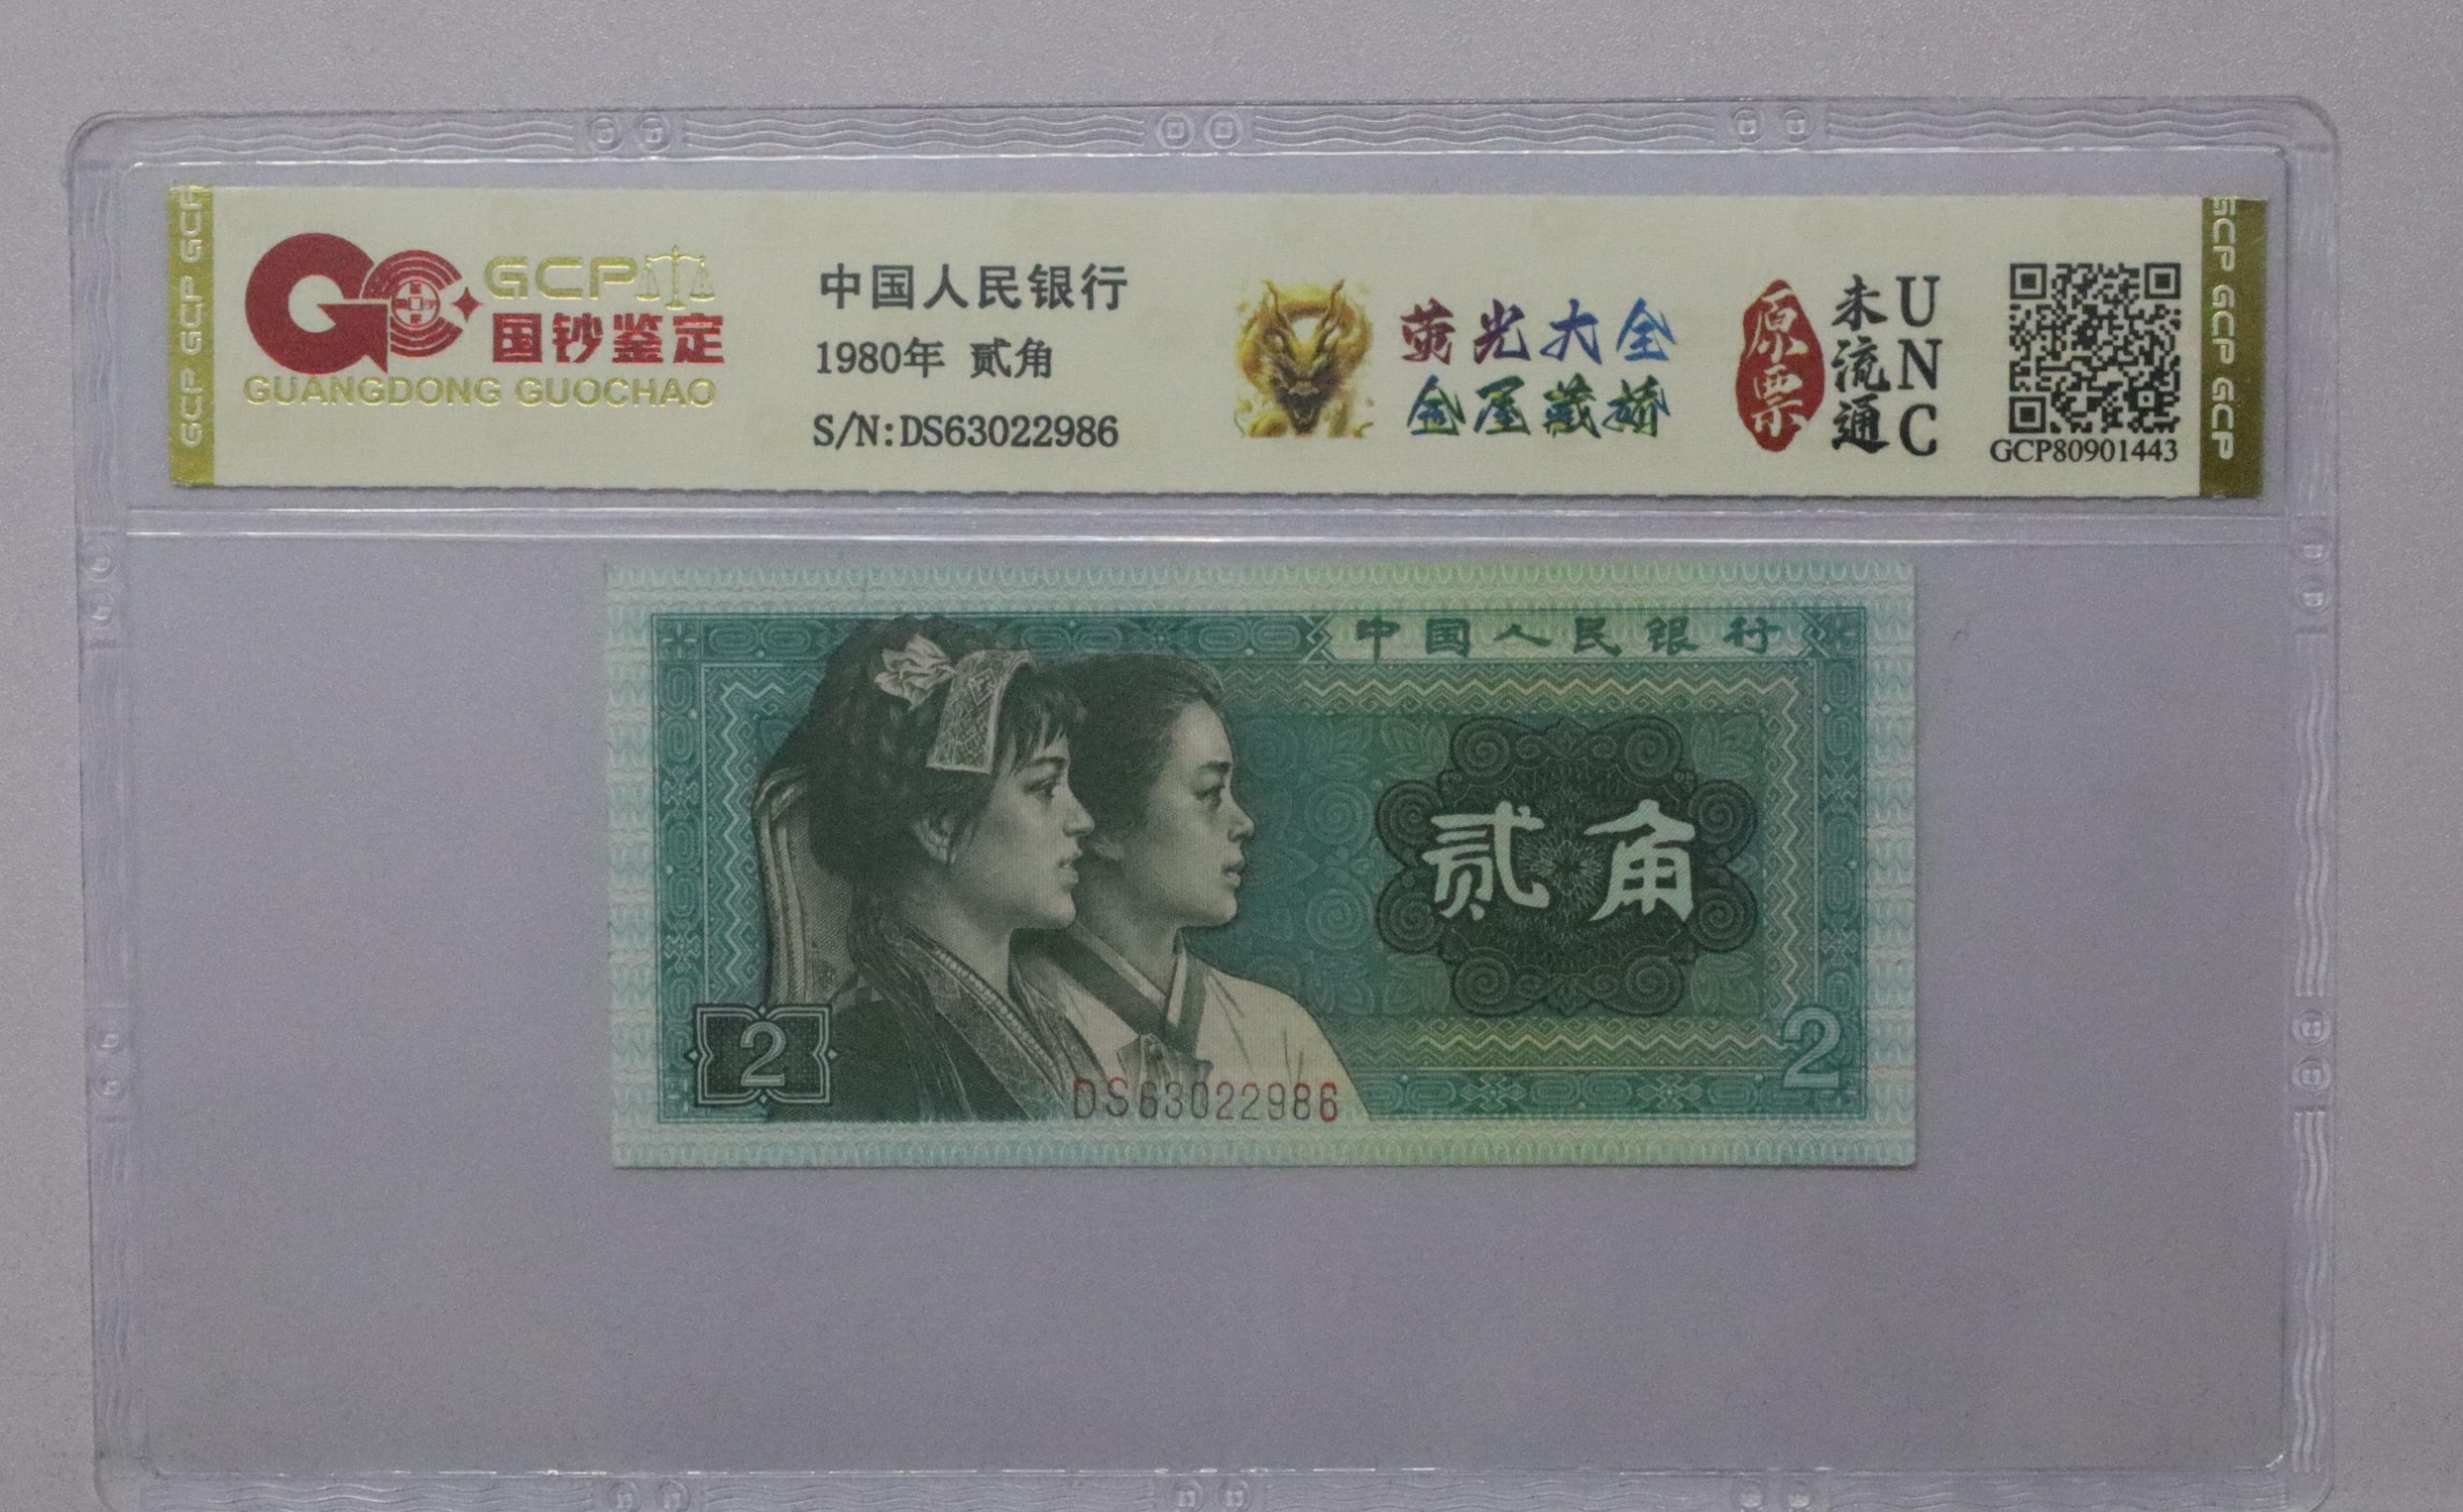 GCP GCP GCP
GCP
国钞鉴定
GUANGDONG GUOCHAO
中国人民银行
1980年 贰角
S/N:DS63022986
荧光大全
金屋藏娇
原票
未流通
UNC
GCP80901443
GCP GCP GCP
中国人民银行
贰角
2
2
DS63022986